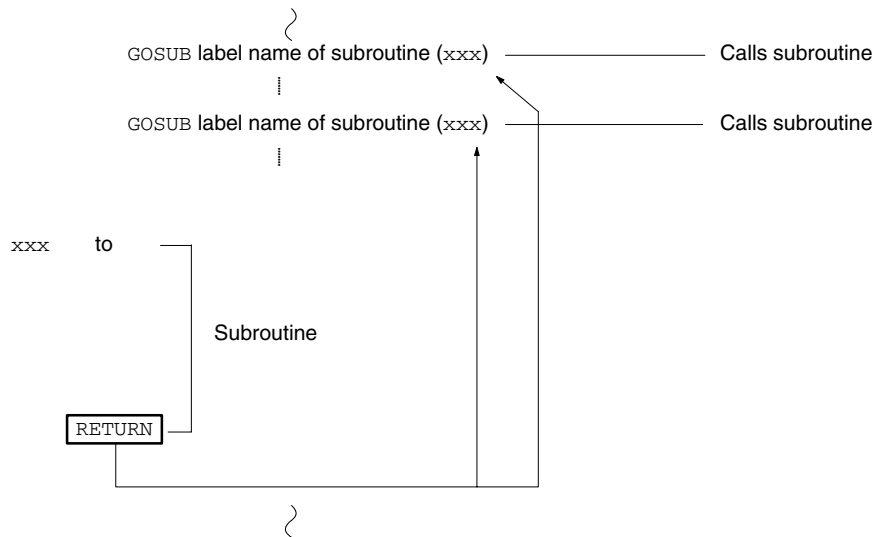 GOSUB label name of subroutine (xxx) Calls subroutine
GOSUB label name of subroutine (xxx) Calls subroutine
xxx to
Subroutine
RETURN